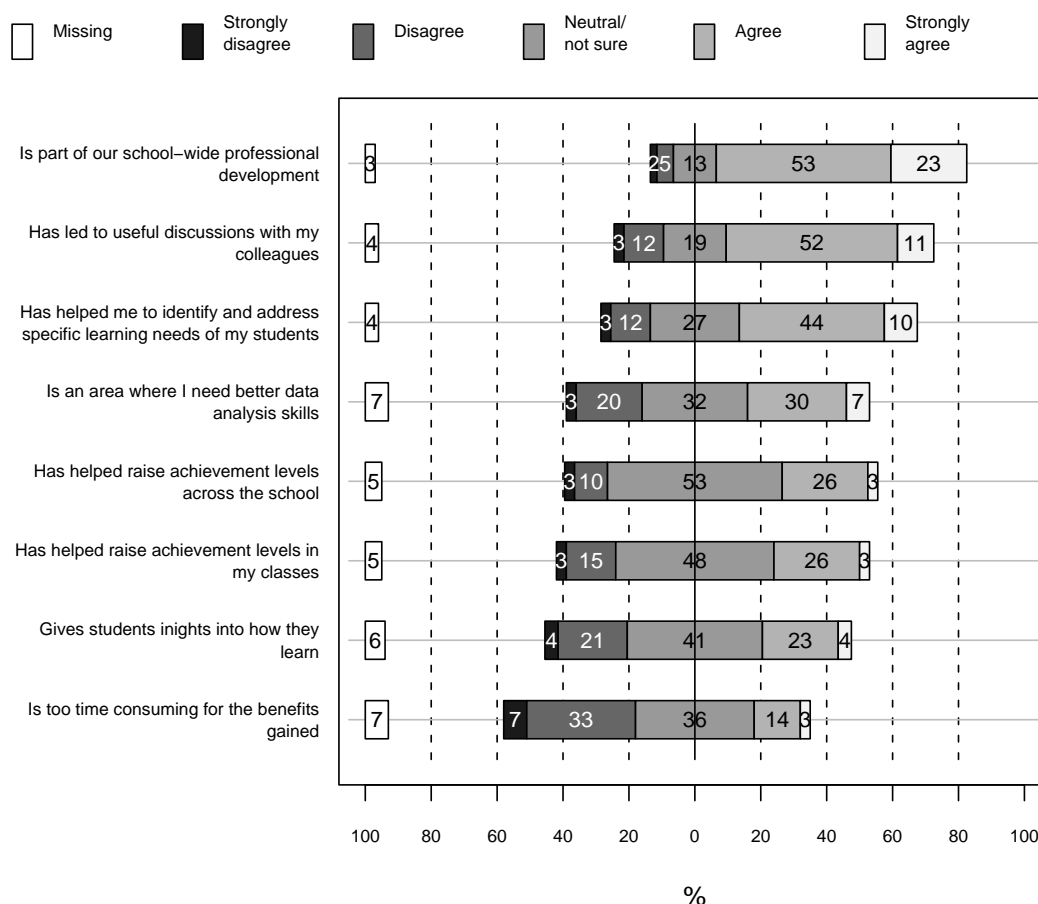 Missing
Strongly
disagree
Disagree
Neutral/
not sure
Agree
Strongly
agree
Is part of our school−wide professional
development
3 2 5 13 53 23
Has led to useful discussions with my
colleagues
4 3 12 19 52 11
Has helped me to identify and address
specific learning needs of my students
4 3 12 27 44 10
Is an area where I need better data
analysis skills
7 3 20 32 30 7
Has helped raise achievement levels
across the school
5 3 10 53 26 3
Has helped raise achievement levels in
my classes
5 3 15 48 26 3
Gives students inights into how they
learn
6 4 21 41 23 4
Is too time consuming for the benefits
gained
7 7 33 36 14 3
100 80 60 40 20 0 20 40 60 80 100
%